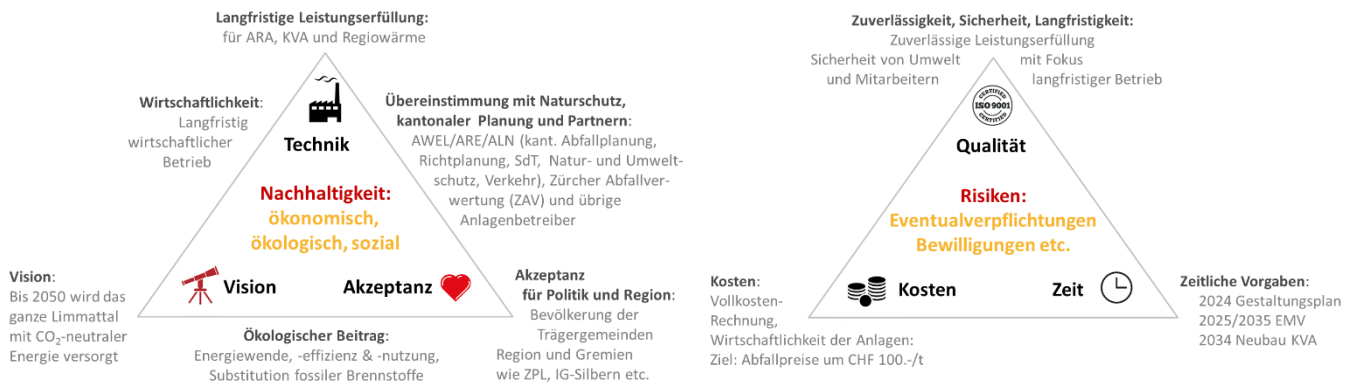 Langfristige Leistungserfüllung:
für ARA, KVA und Regiowärme
Wirtschaftlichkeit:
Langfristig
wirtschaftlicher
Betrieb
Technik
Übereinstimmung mit Naturschutz,
kantonaler Planung und Partnern:
AWEL/ARE/ALN (kant. Abfallplanung,
Richtplanung, SdT, Natur- und Umwelt-
schutz, Verkehr), Zürcher Abfallver-
wertung (ZAV) und übrige
Anlagenbetreiber
Nachhaltigkeit:
ökonomisch,
ökologisch, sozial
Vision:
Bis 2050 wird das
ganze Limmattal
mit CO₂-neutraler
Energie versorgt
Vision
Akzeptanz
Akzeptanz
für Politik und Region:
Bevölkerung der
Trägergemeinden
Region und Gremien
wie ZPL, IG-Silbern etc.
Ökologischer Beitrag:
Energiewende, -effizienz & -nutzung,
Substitution fossiler Brennstoffe
Zuverlässigkeit, Sicherheit, Langfristigkeit:
Zuverlässige Leistungserfüllung
Sicherheit von Umwelt
und Mitarbeitern
mit Fokus
langfristiger Betrieb
CERTIFIED
ISO 9001
CERTIFIED
Qualität
Risiken:
Eventualverpflichtungen
Bewilligungen etc.
Kosten:
Vollkosten-
Rechnung,
Wirtschaftlichkeit der Anlagen:
Ziel: Abfallpreise um CHF 100.-/t
Kosten
Zeit
Zeitliche Vorgaben:
2024 Gestaltungsplan
2025/2035 EMV
2034 Neubau KVA